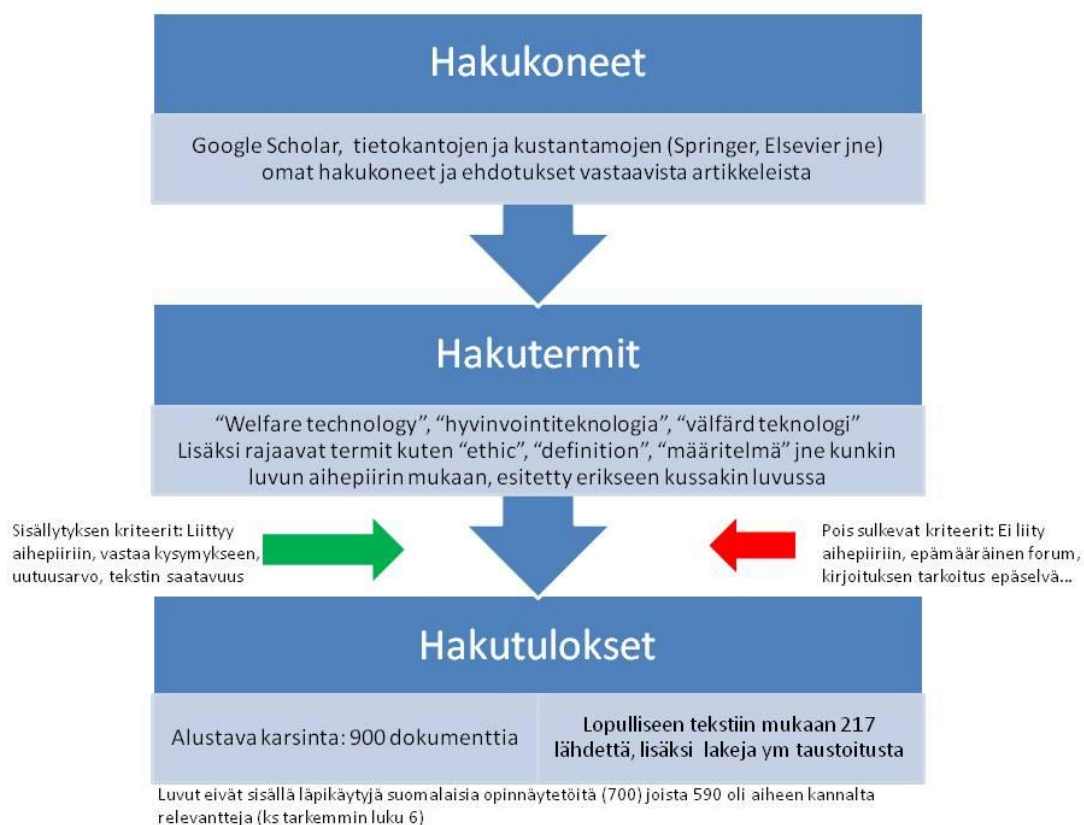 Hakukoneet
Google Scholar, tietokantojen ja kustantamojen (Springer, Elsevier jne)
omat hakukoneet ja ehdotukset vastaavista artikkeleista
Hakutermit
“Welfare technology”, “hyvinvointiteknologia”, “välfärd teknologi”
Lisäksi rajaavat termit kuten “ethic”, “definition”, “määritelmä” jne kunkin
luvun aihepiirin mukaan, esitetty erikseen kussakin luvussa
Sisällytyksen kriteerit: Liittyy
aihepiiriin, vastaa kysymykseen,
uutuusarvo, tekstin saatavuus
Pois sulkevat kriteerit: Ei liity
aihepiiriin, epämääräinen forum,
kirjoituksen tarkoitus epäselvä...
Hakutulokset
Alustava karsinta: 900 dokumenttia
Lopulliseen tekstiin mukaan 217
lähdettä, lisäksi lakeja ym taustoitusta
Luvut eivät sisällä läpikäytyjä suomalaisia opinnäytetöitä (700) joista 590 oli aiheen kannalta
relevantteja (ks tarkemmin luku 6)